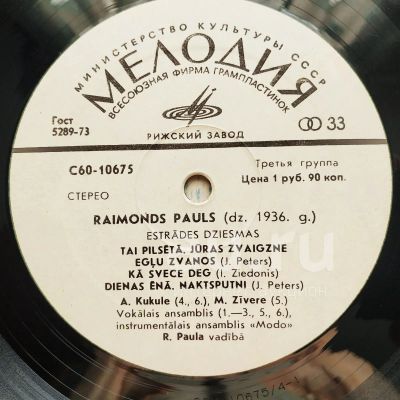 МИНИСТЕРСТВО КУЛЬТУРЫ СССР
МЕЛОДИЯ
ВСЕСОЮЗНАЯ ФИРМА ГРАМПЛАСТИНОК
Гост
5289-73
РИЖСКИЙ ЗАВОД
33
С60-10675
Третья группа
Цена 1 руб. 90 коп.
СТЕРЕО
RAIMONDS PAULS (dz. 1936. g.)
ESTRĀDES DZIESMAS
TAI PILSĒTĀ, JŪRAS ZVAIGZNE
EGĻU ZVANOS (J. Peters)
KĀ SVECE DEG (I. Ziedonis)
DIENAS ĒNĀ, NAKTSPUTNI (J. Peters)
A. Kukule (4., 6.), M. Zīvere (5.)
Vokālais ansamblis (1.—3., 5., 6.),
instrumentālais ansamblis «Modo»
R. Paula vadībā
10675/4-1